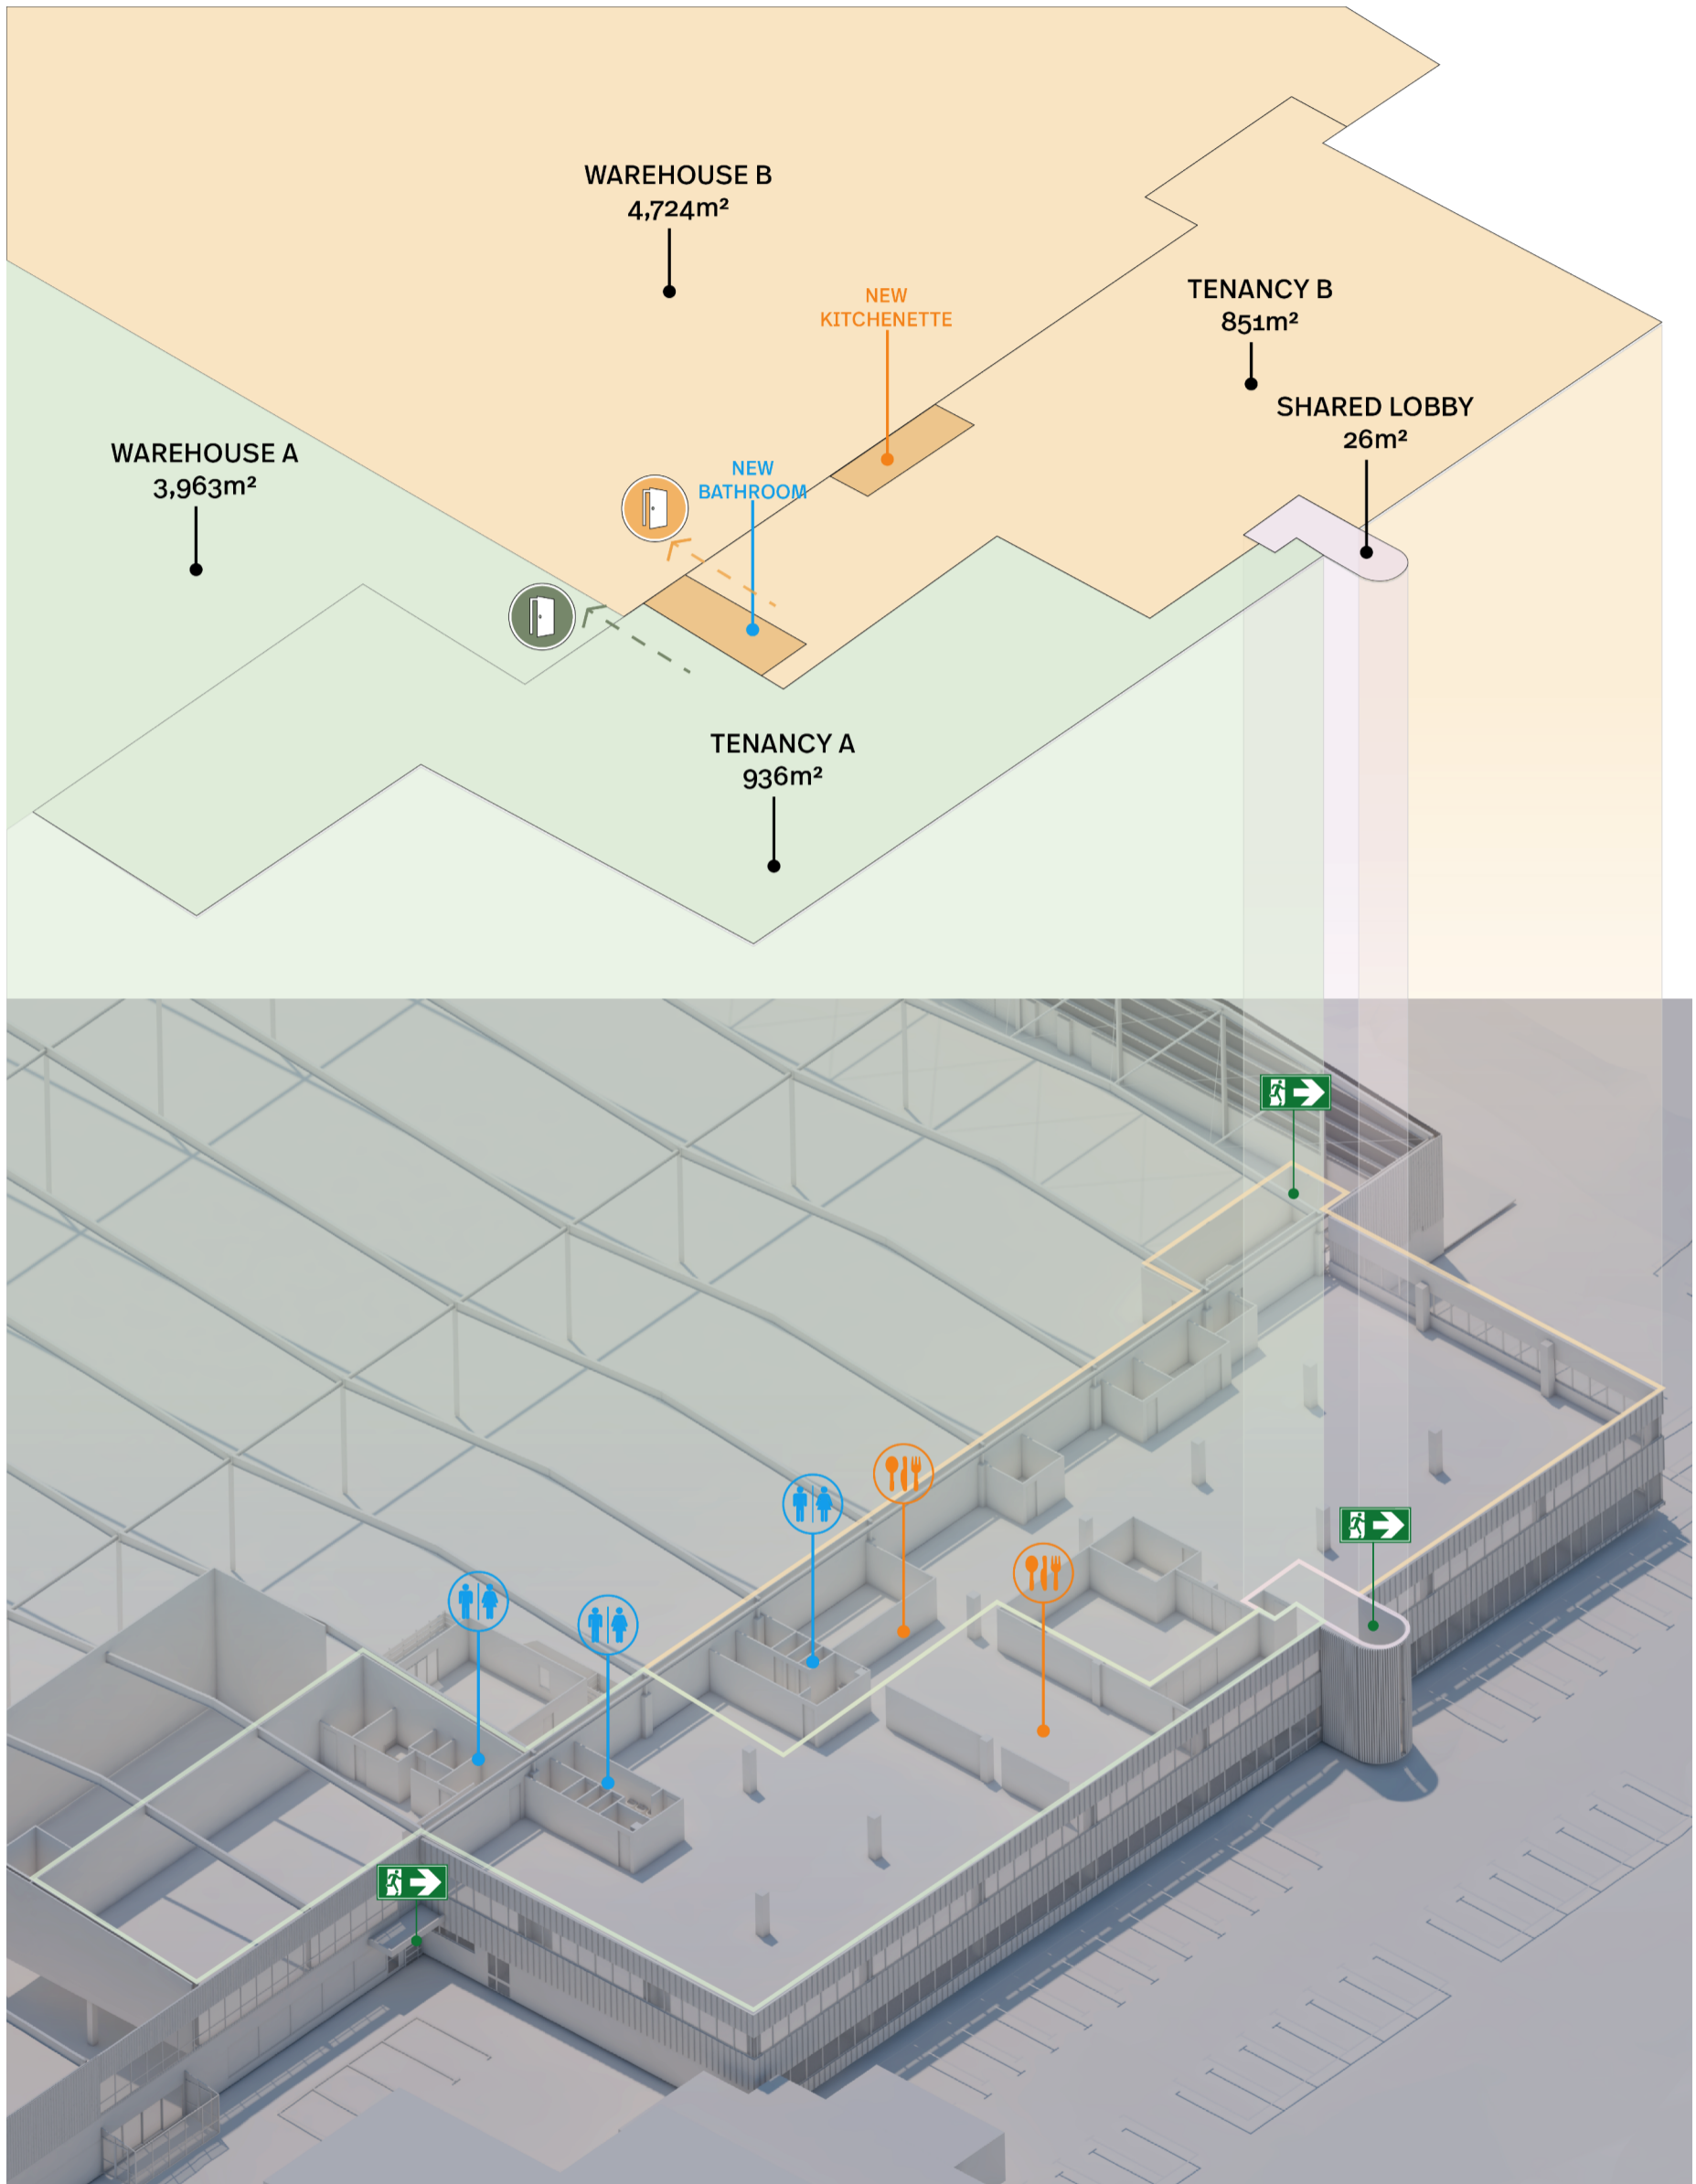 WAREHOUSE B
4,724m²
NEW
KITCHENETTE
TENANCY B
851m²
SHARED LOBBY
26m²
WAREHOUSE A
3,963m²
NEW
BATHROOM
TENANCY A
936m²